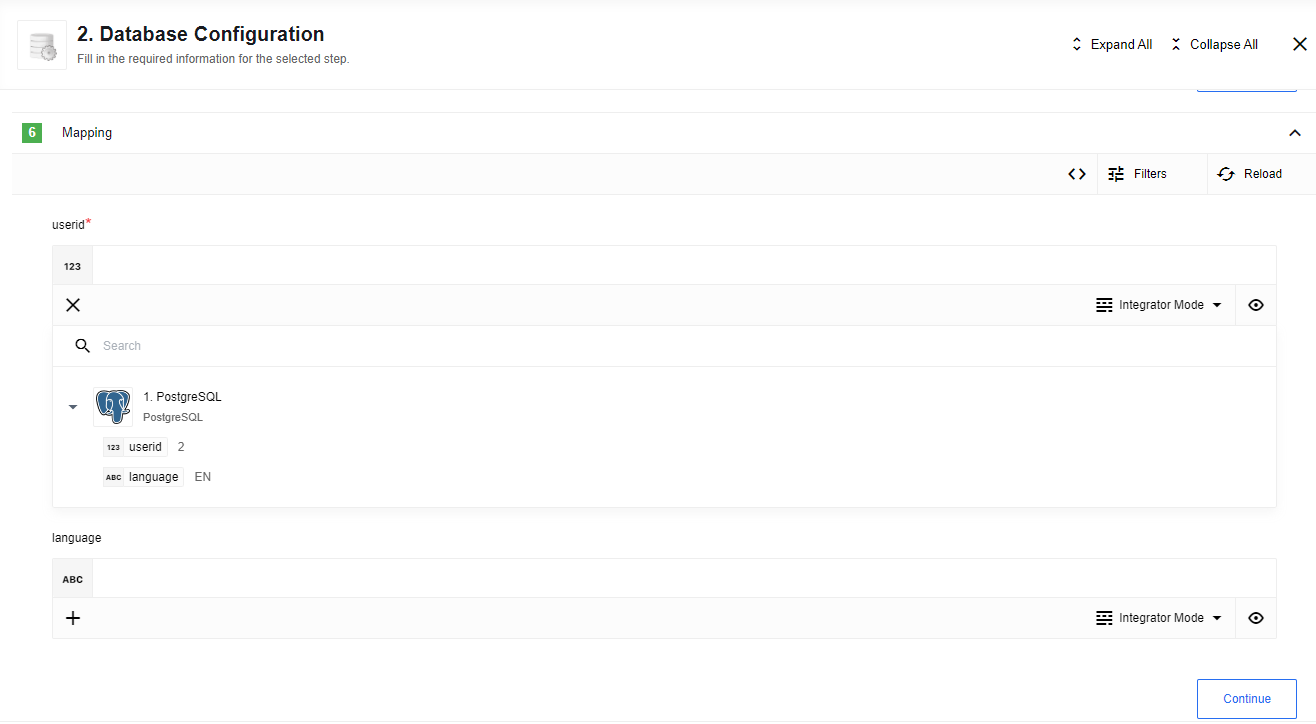 2. Database Configuration
Fill in the required information for the selected step.
Expand All
Collapse All
6 Mapping
Filters
Reload
userid*
123
Integrator Mode
Search
1. PostgreSQL
PostgreSQL
123 userid 2
ABC language EN
language
ABC
Integrator Mode
Continue